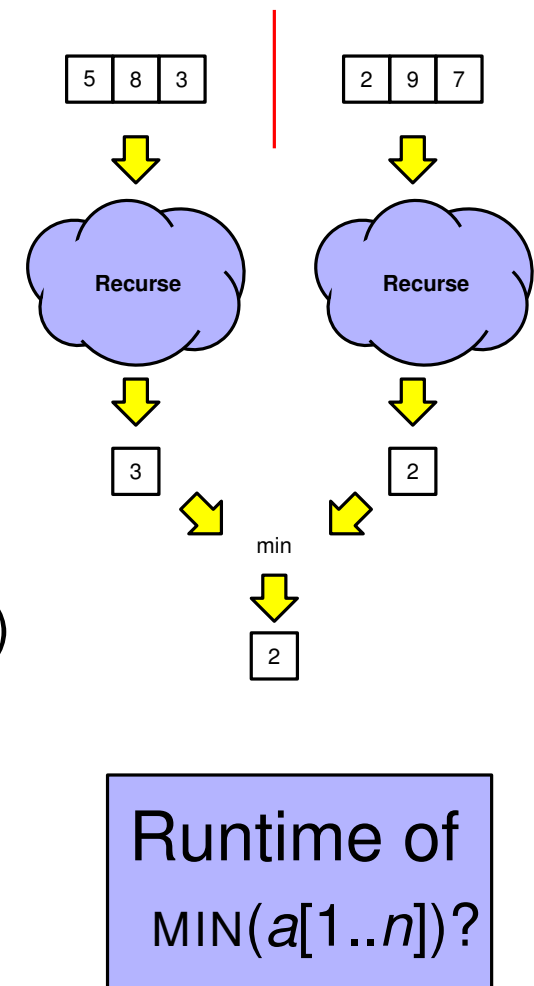 5 8 3 2 9 7
Recurse Recurse
3 2
min
)
2
Runtime of
MIN(a[1..n])?